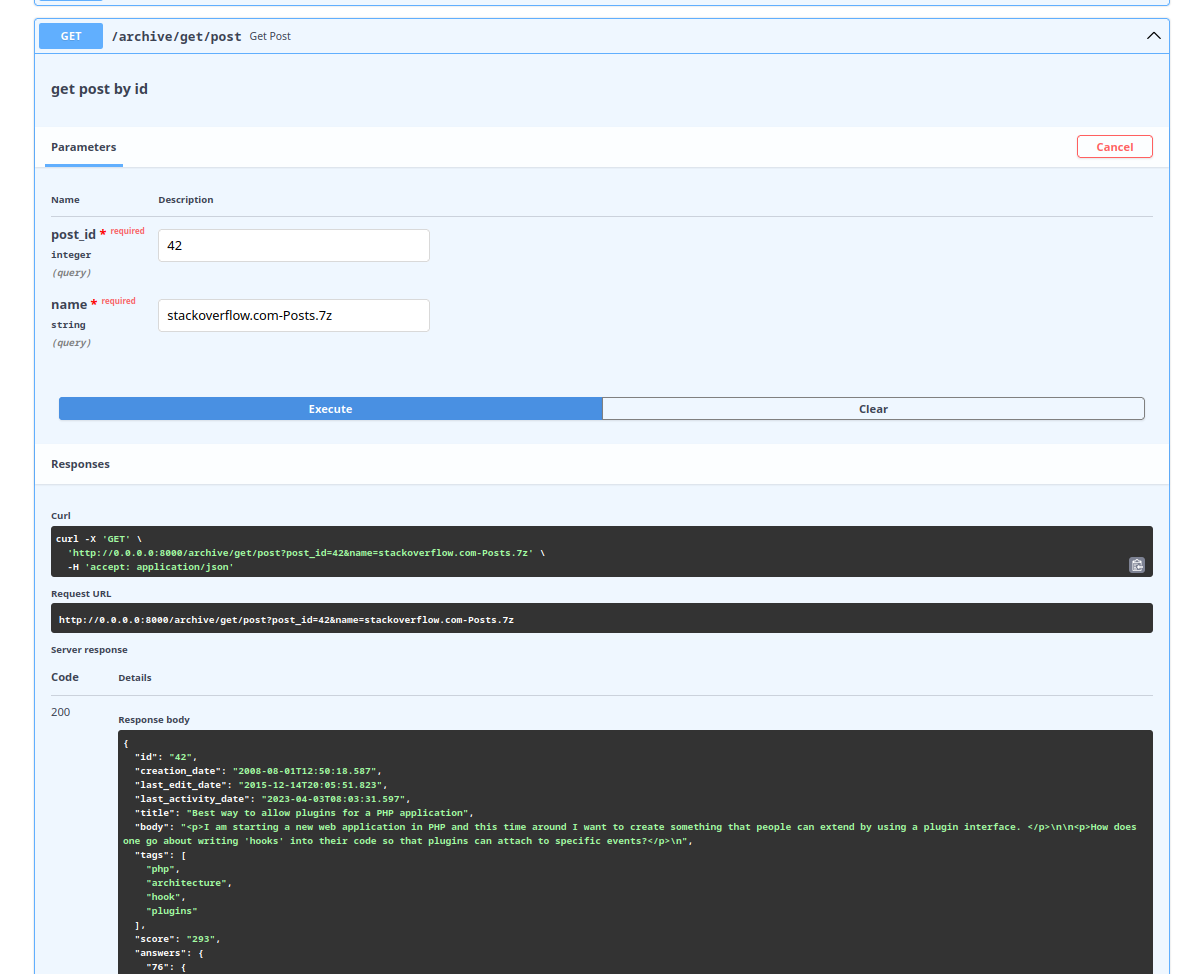 GET /archive/get/post Get Post
get post by id
Parameters
Cancel
Name Description
post_id * required
integer
(query)
42
name * required
string
(query)
stackoverflow.com-Posts.7z
Execute
Clear
Responses
Curl
curl -X 'GET' \
  'http://0.0.0.0:8000/archive/get/post?post_id=42&name=stackoverflow.com-Posts.7z' \
  -H 'accept: application/json'
Request URL
http://0.0.0.0:8000/archive/get/post?post_id=42&name=stackoverflow.com-Posts.7z
Server response
Code Details
200
Response body
{
  "id": "42",
  "creation_date": "2008-08-01T12:50:18.587",
  "last_edit_date": "2015-12-14T20:05:51.823",
  "last_activity_date": "2023-04-03T08:03:31.597",
  "title": "Best way to allow plugins for a PHP application",
  "body": "<p>I am starting a new web application in PHP and this time around I want to create something that people can extend by using a plugin interface. </p>\n\n<p>How does
one go about writing 'hooks' into their code so that plugins can attach to specific events?</p>\n",
  "tags": [
    "php",
    "architecture",
    "hook",
    "plugins"
  ],
  "score": "293",
  "answers": {
    "76": {